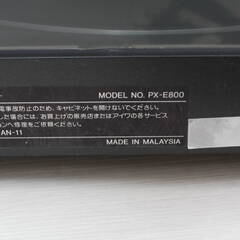 MODEL NO. PX-E800
電事故防止のため、キャビネットを開けないでください。
した場合には、お買上げの販売店またはアイワの各サービス
ョンへ修理をご依頼ください。
AN-11
MADE IN MALAYSIA